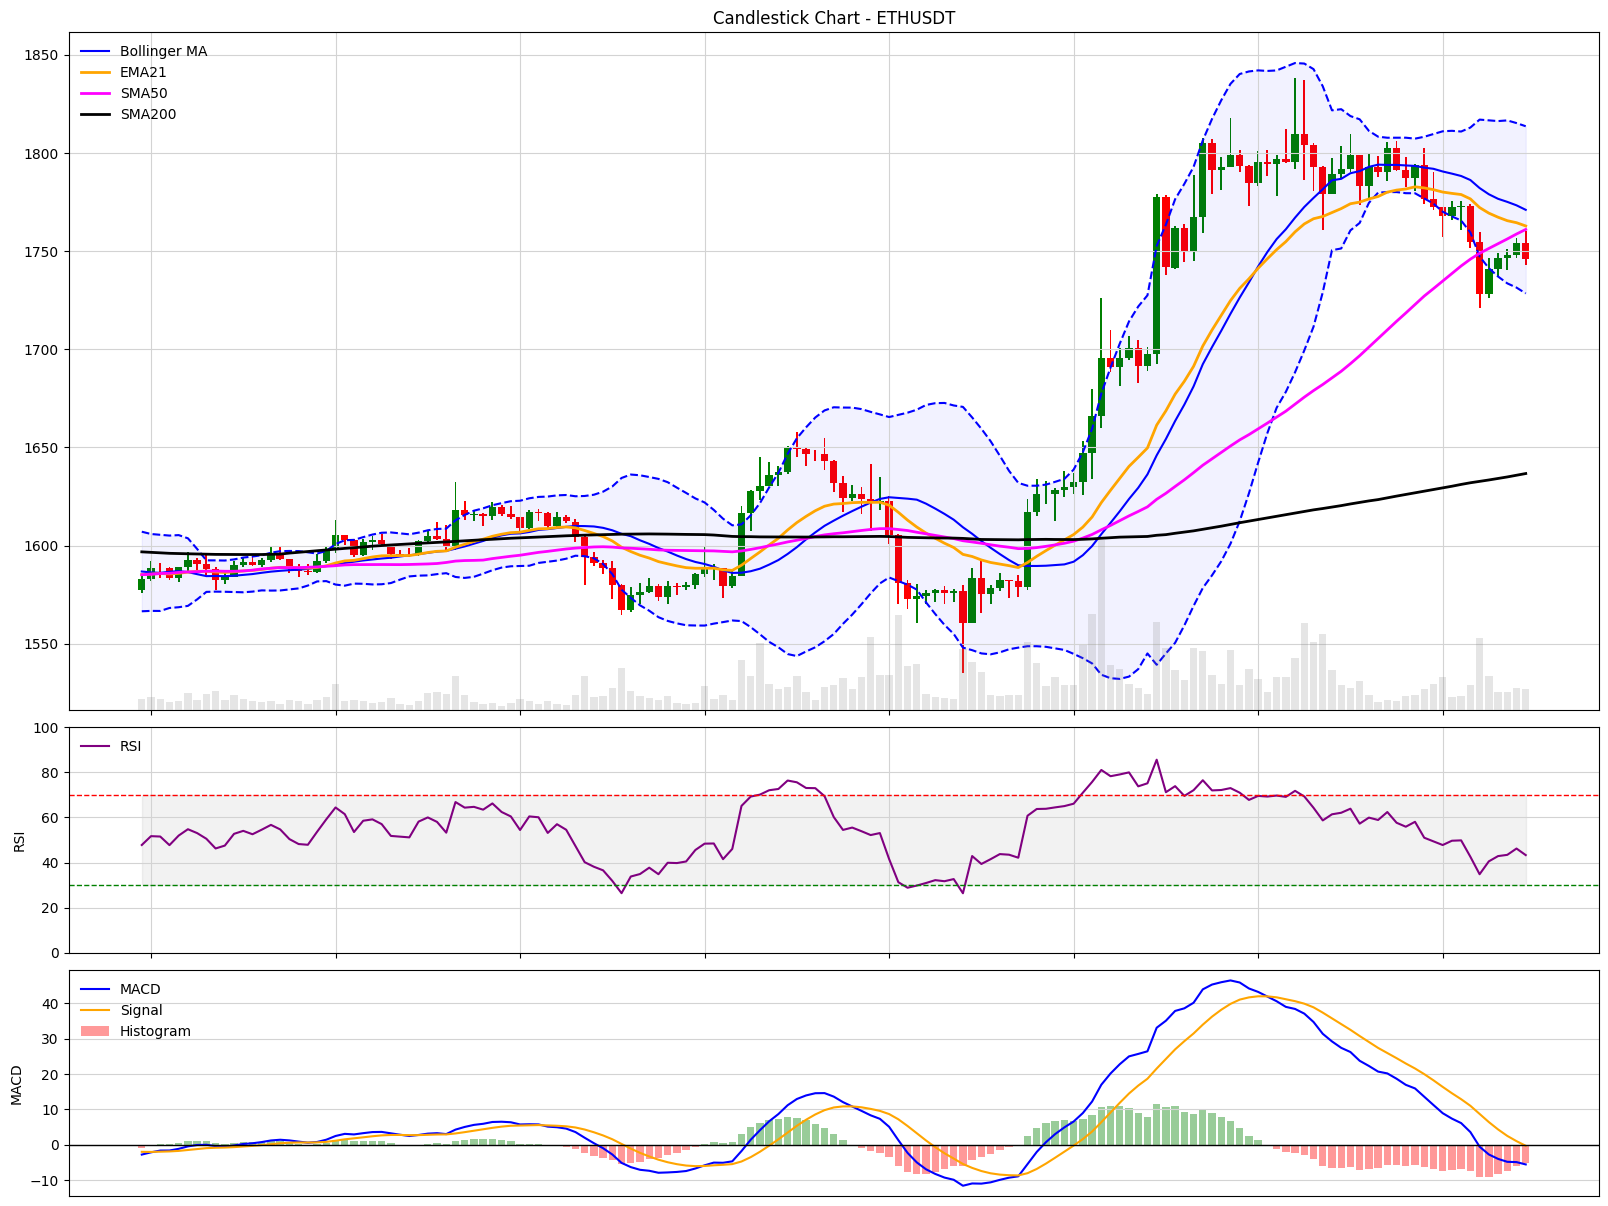 Candlestick Chart - ETHUSDT
Bollinger MA
EMA21
SMA50
SMA200
1850
1800
1750
1700
1650
1600
1550
RSI
RSI
100
80
60
40
20
0
MACD
Signal
Histogram
MACD
40
30
20
10
0
−10